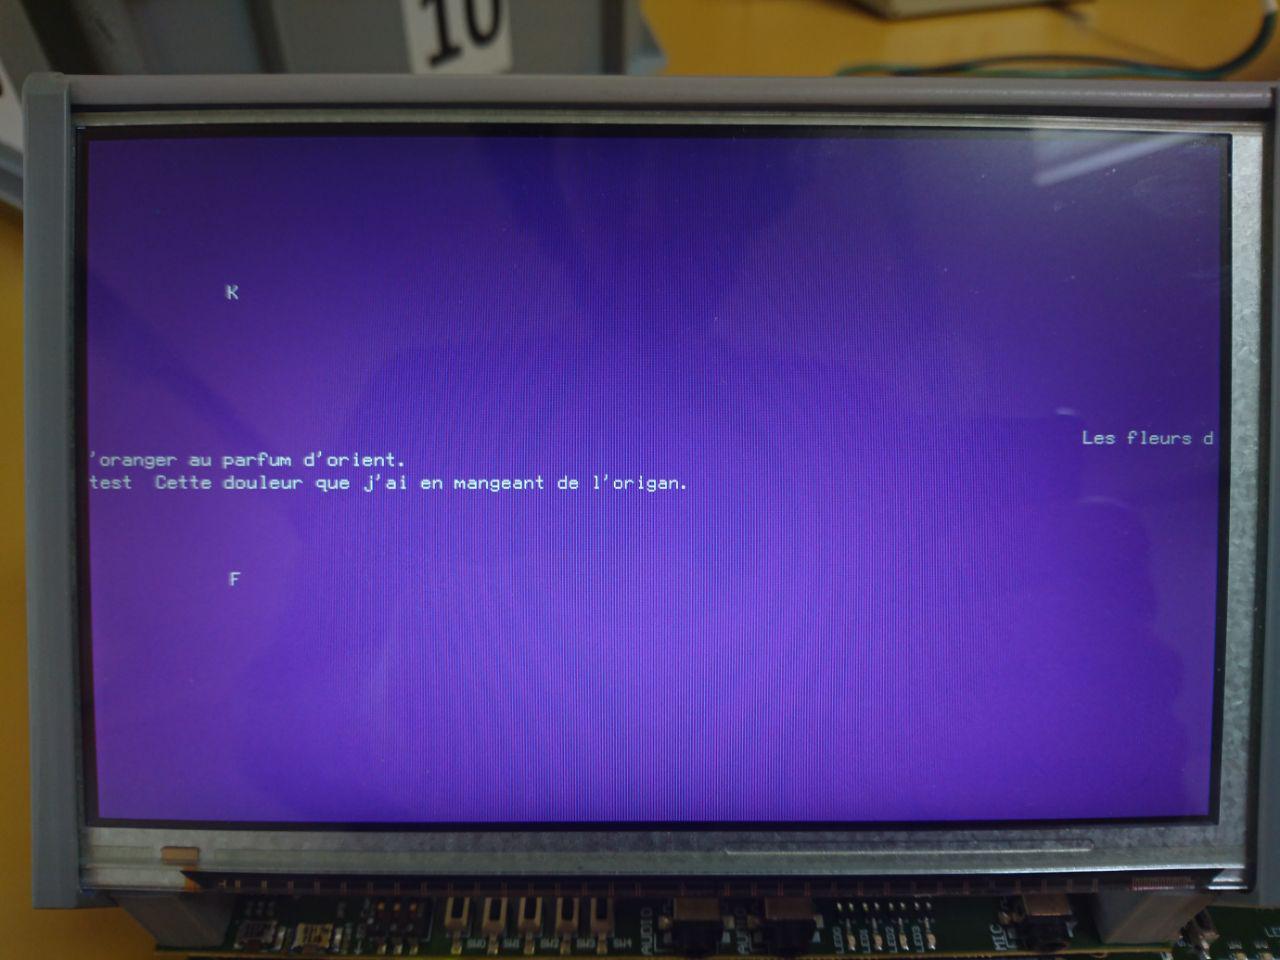 10
K
Les fleurs d
'oranger au parfum d'orient.
test  Cette douleur que j'ai en mangeant de l'origan.
F
SW0 SW1 SW2 SW3 SW4 AUDIO AUDIO LED0 LED1 LED2 LED3 MIC